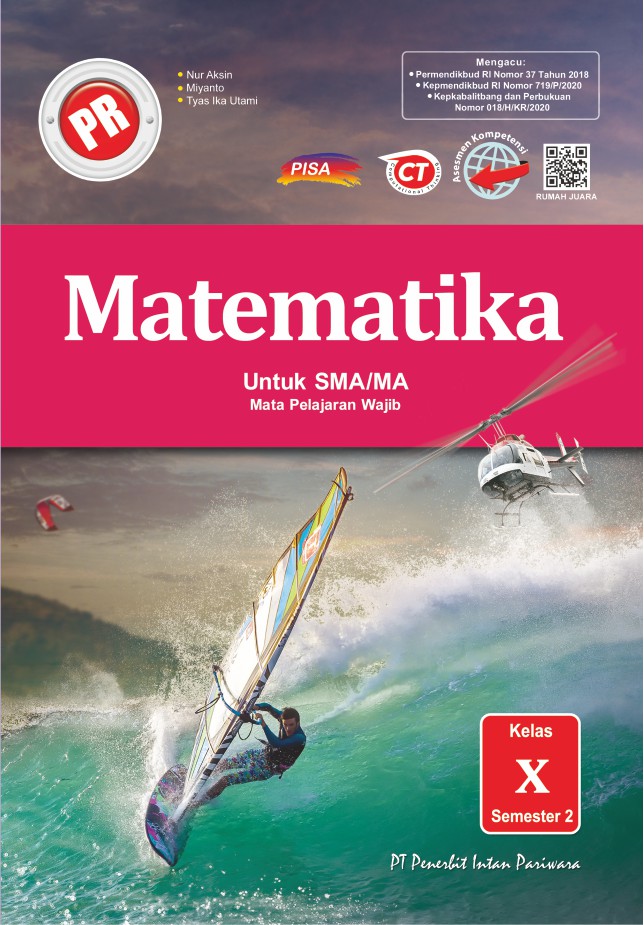 PR
• Nur Aksin
• Miyanto
• Tyas Ika Utami
Mengacu:
• Permendikbud RI Nomor 37 Tahun 2018
• Kepmendikbud RI Nomor 719/P/2020
• Kepkabalitbang dan Perbukuan
Nomor 018/H/KR/2020
PISA
CT
Computational Thinking
Asesmen Kompetensi
RUMAH JUARA
Matematika
Untuk SMA/MA
Mata Pelajaran Wajib
Kelas
X
Semester 2
PT Penerbit Intan Pariwara